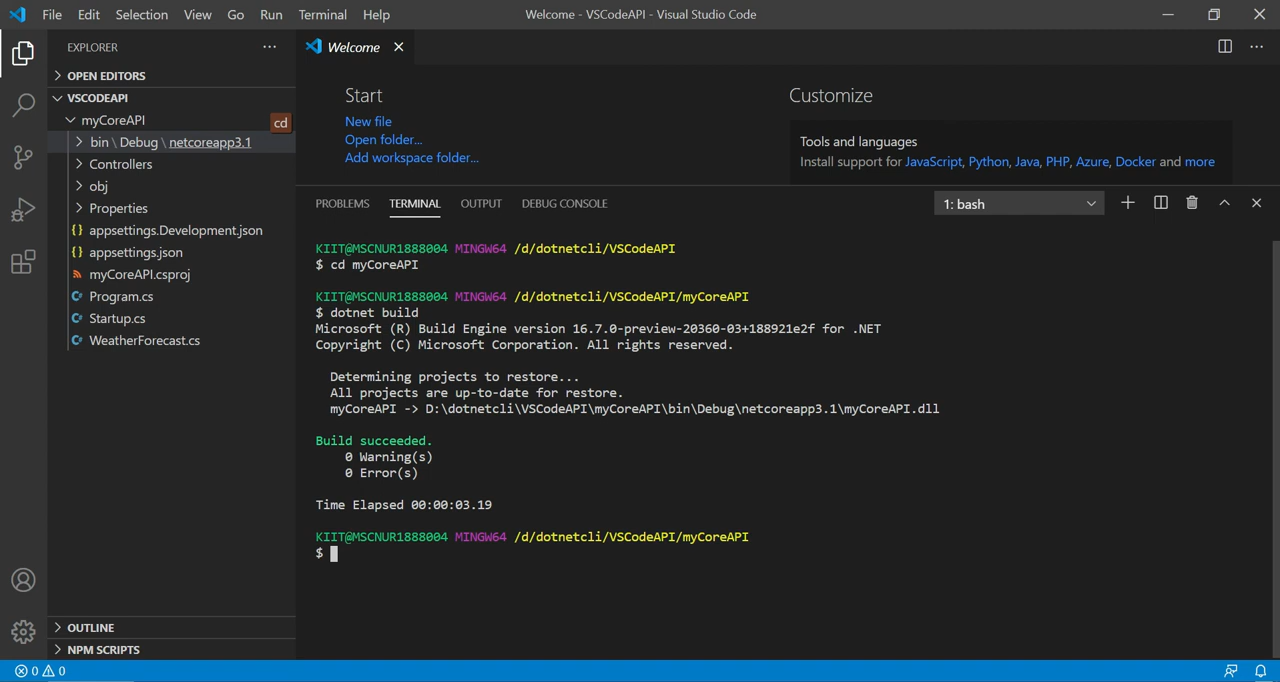 File Edit Selection View Go Run Terminal Help Welcome - VSCodeAPI - Visual Studio Code
EXPLORER
OPEN EDITORS
VSCODEAPI
myCoreAPI
cd
bin \ Debug \ netcoreapp3.1
Controllers
obj
Properties
{} appsettings.Development.json
{} appsettings.json
myCoreAPI.csproj
Program.cs
Startup.cs
WeatherForecast.cs
OUTLINE
NPM SCRIPTS
Welcome
Start
New file
Open folder...
Add workspace folder...
Customize
Tools and languages
Install support for JavaScript, Python, Java, PHP, Azure, Docker and more
PROBLEMS TERMINAL OUTPUT DEBUG CONSOLE 1: bash
KIIT@MSCNUR1888004 MINGW64 /d/dotnetcli/VSCodeAPI
$ cd myCoreAPI
KIIT@MSCNUR1888004 MINGW64 /d/dotnetcli/VSCodeAPI/myCoreAPI
$ dotnet build
Microsoft (R) Build Engine version 16.7.0-preview-20360-03+188921e2f for .NET
Copyright (C) Microsoft Corporation. All rights reserved.
Determining projects to restore...
All projects are up-to-date for restore.
myCoreAPI -> D:\dotnetcli\VSCodeAPI\myCoreAPI\bin\Debug\netcoreapp3.1\myCoreAPI.dll
Build succeeded.
0 Warning(s)
0 Error(s)
Time Elapsed 00:00:03.19
KIIT@MSCNUR1888004 MINGW64 /d/dotnetcli/VSCodeAPI/myCoreAPI
$
0 0